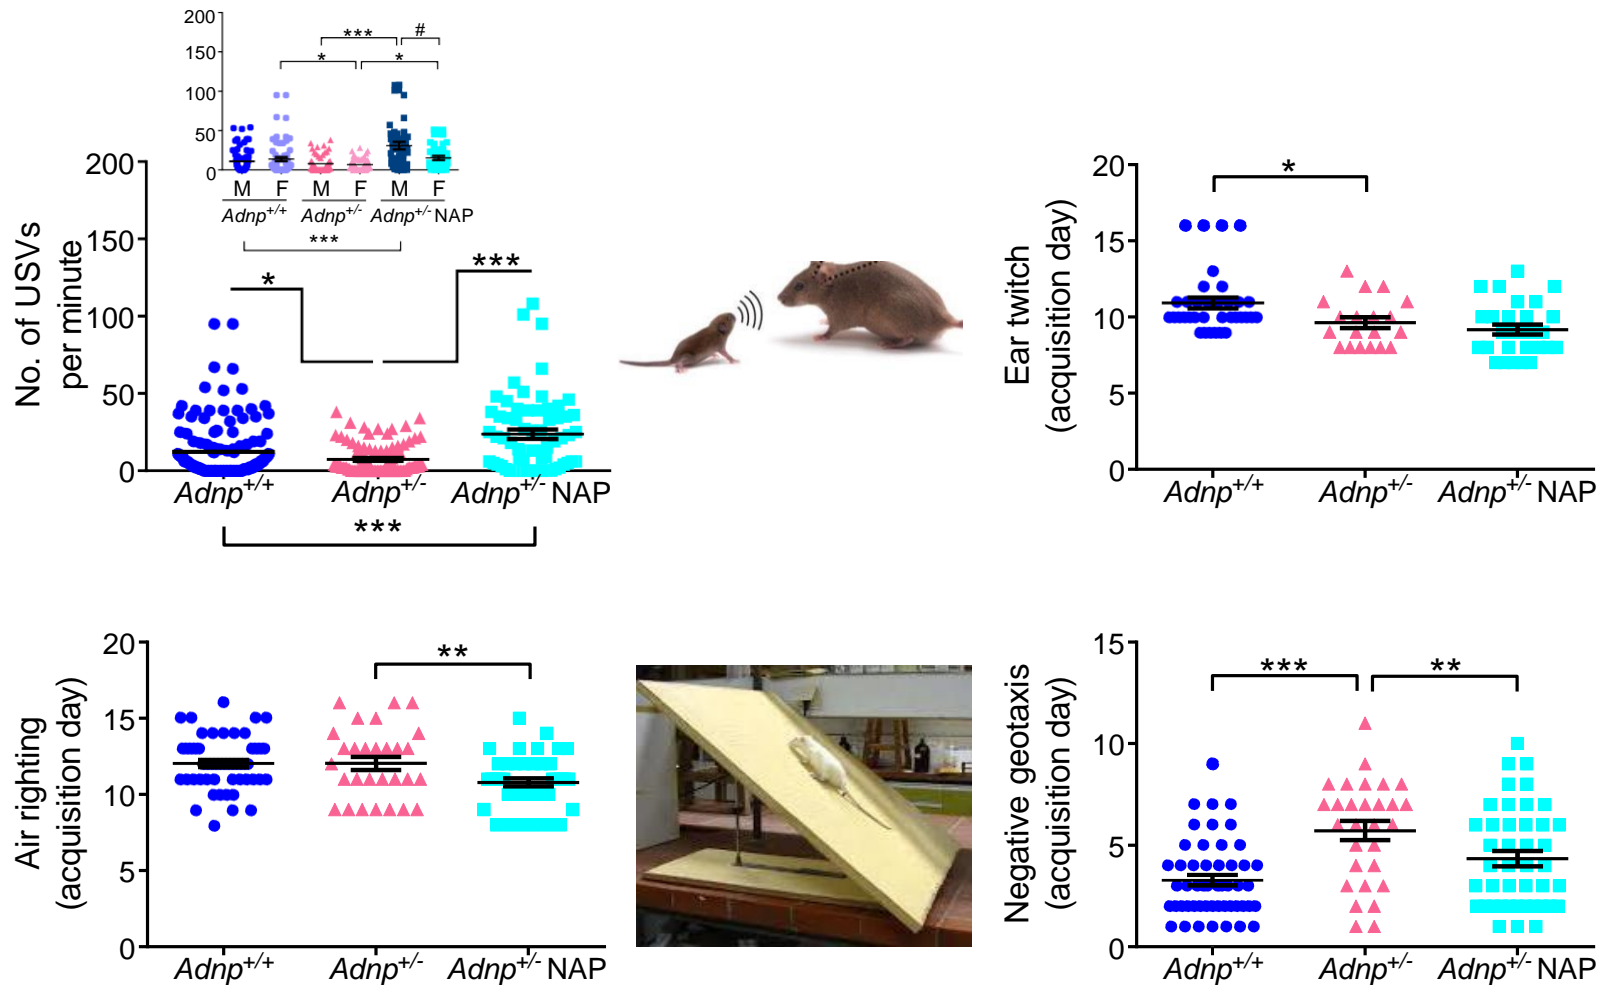 200
150
100
50
0
*** #
* *
M F M F M F
Adnp+/+ Adnp+/- Adnp+/- NAP
***
No. of USVs
per minute
200
150
100
50
0
* ***
Adnp+/+ Adnp+/- Adnp+/- NAP
***
Ear twitch
(acquisition day)
20
15
10
5
0
*
Adnp+/+ Adnp+/- Adnp+/- NAP
Air righting
(acquisition day)
20
15
10
5
0
**
Adnp+/+ Adnp+/- Adnp+/- NAP
Negative geotaxis
(acquisition day)
15
10
5
0
*** **
Adnp+/+ Adnp+/- Adnp+/- NAP